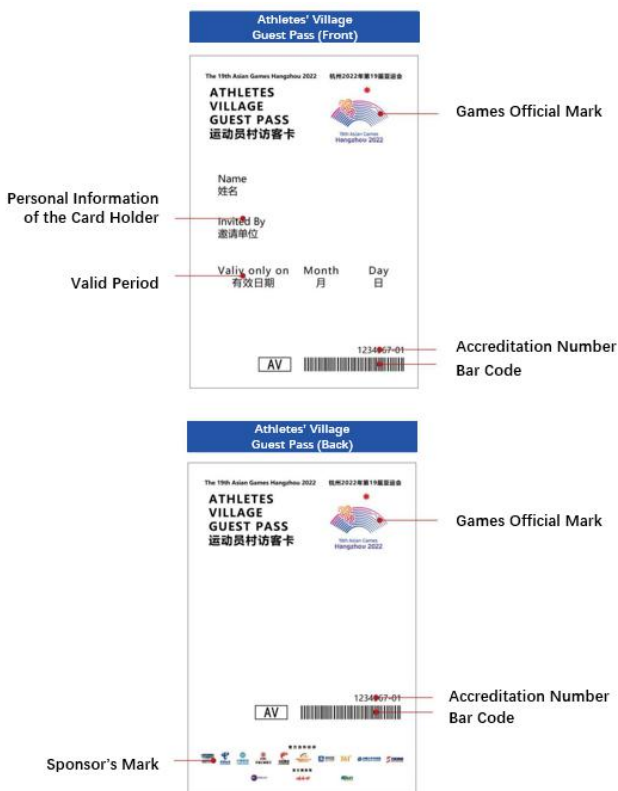 Athletes' Village
Guest Pass (Front)
The 19th Asian Games Hangzhou 2022 杭州2022年第19届亚运会
ATHLETES
VILLAGE
GUEST PASS
运动员村访客卡
19th Asian Games
Hangzhou 2022
Games Official Mark
Name
姓名
Personal Information
of the Card Holder
Invited By
邀请单位
Valid Period
Valiv only on Month Day
有效日期 月 日
1234567-01
Accreditation Number
AV
Bar Code
Athletes' Village
Guest Pass (Back)
The 19th Asian Games Hangzhou 2022 杭州2022年第19届亚运会
ATHLETES
VILLAGE
GUEST PASS
运动员村访客卡
19th Asian Games
Hangzhou 2022
Games Official Mark
1234567-01
Accreditation Number
AV
Bar Code
Sponsor's Mark
361°